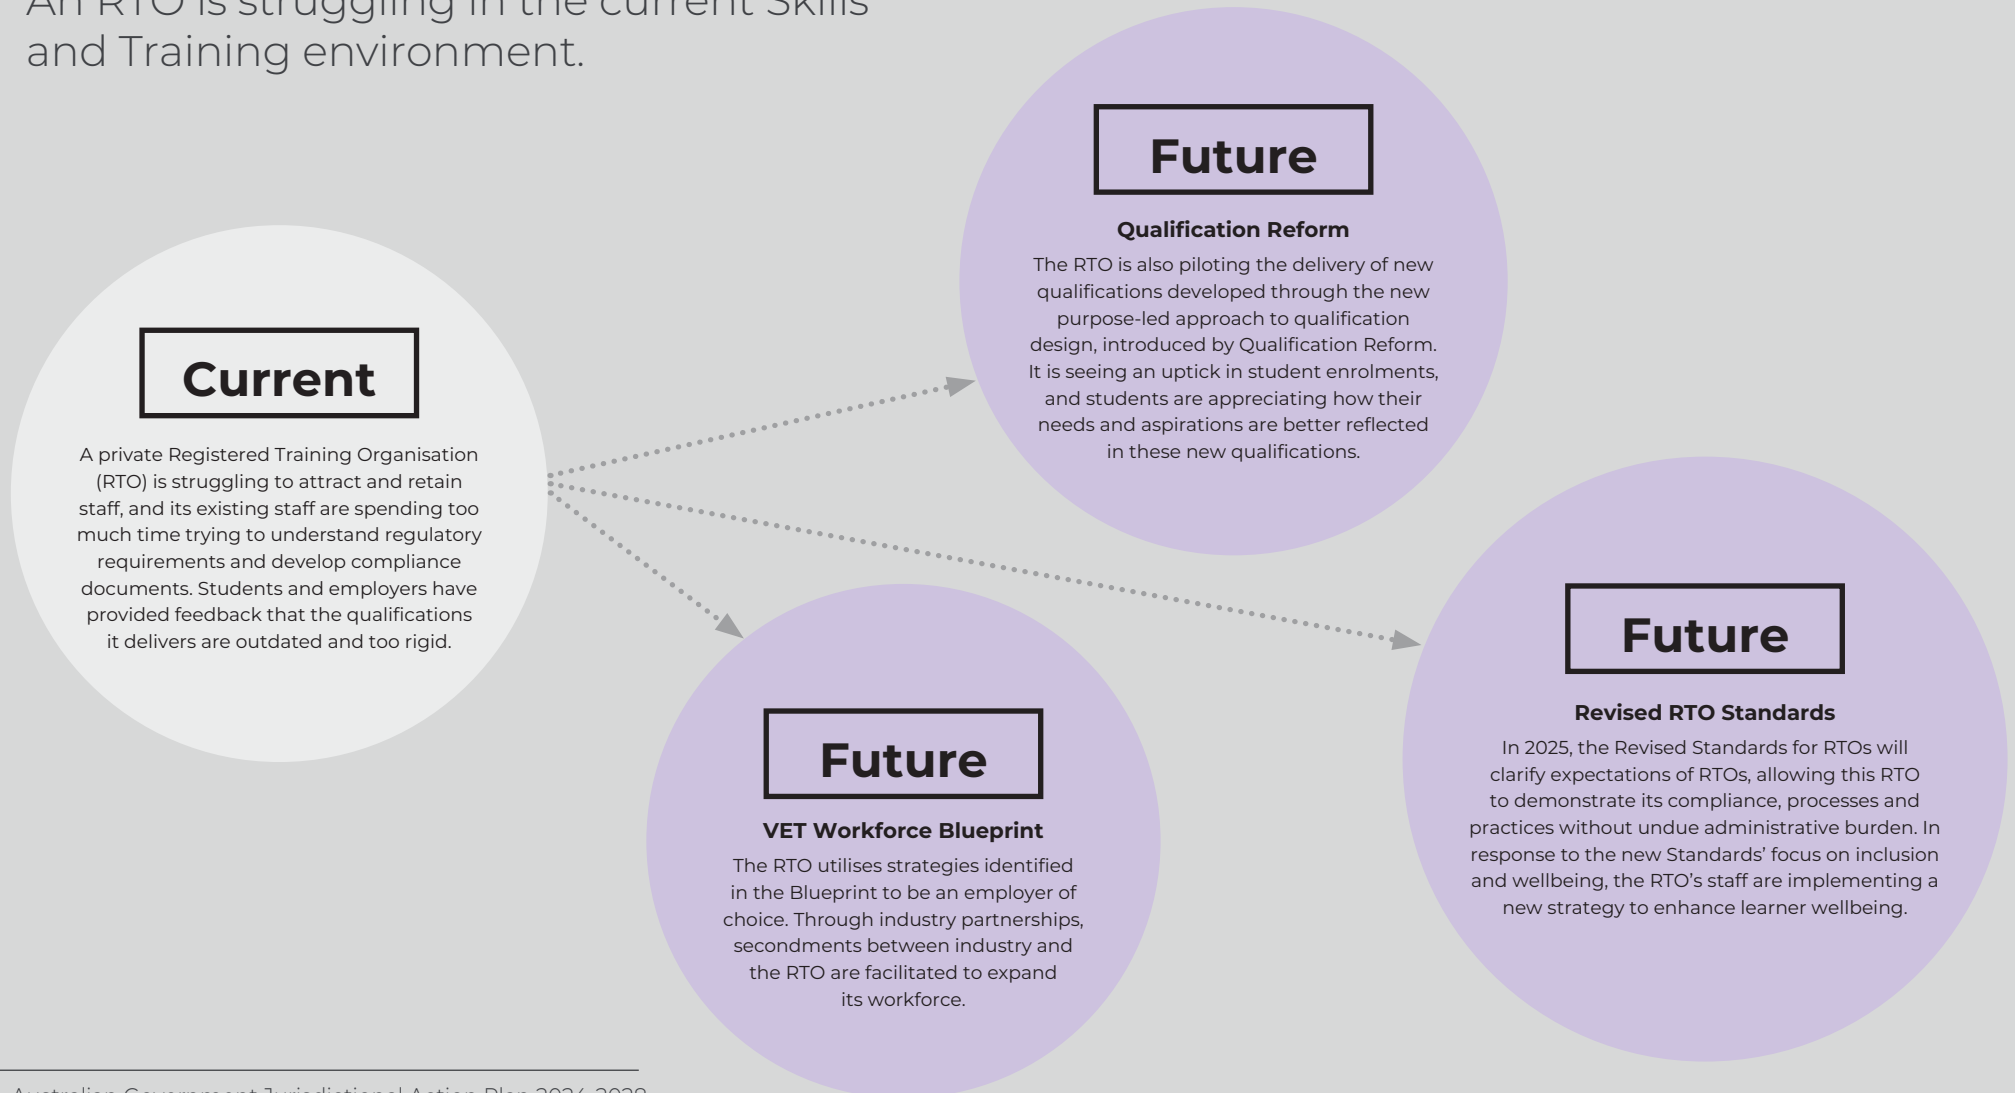 An RTO is struggling in the current Skills
and Training environment.
Current
A private Registered Training Organisation
(RTO) is struggling to attract and retain
staff, and its existing staff are spending too
much time trying to understand regulatory
requirements and develop compliance
documents. Students and employers have
provided feedback that the qualifications
it delivers are outdated and too rigid.
Future
Qualification Reform
The RTO is also piloting the delivery of new
qualifications developed through the new
purpose-led approach to qualification
design, introduced by Qualification Reform.
It is seeing an uptick in student enrolments,
and students are appreciating how their
needs and aspirations are better reflected
in these new qualifications.
Future
VET Workforce Blueprint
The RTO utilises strategies identified
in the Blueprint to be an employer of
choice. Through industry partnerships,
secondments between industry and
the RTO are facilitated to expand
its workforce.
Future
Revised RTO Standards
In 2025, the Revised Standards for RTOs will
clarify expectations of RTOs, allowing this RTO
to demonstrate its compliance, processes and
practices without undue administrative burden. In
response to the new Standards’ focus on inclusion
and wellbeing, the RTO’s staff are implementing a
new strategy to enhance learner wellbeing.
Australian Government Jurisdictional Action Plan 2024-2028